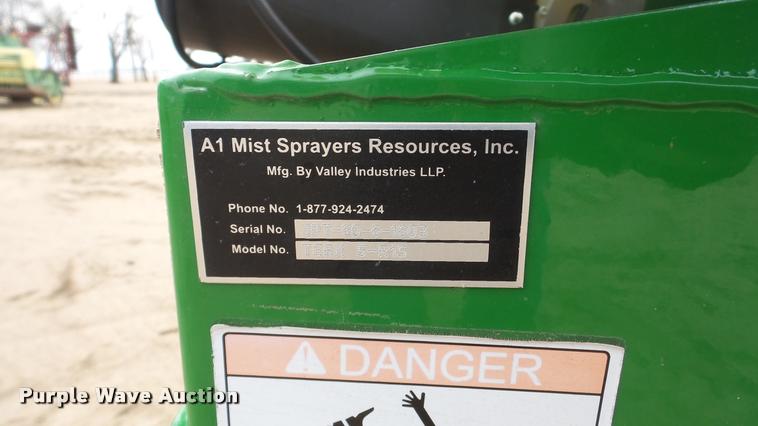 A1 Mist Sprayers Resources, Inc.
Mfg. By Valley Industries LLP.
Phone No. 1-877-924-2474
Serial No.
Model No.
DANGER
Purple Wave Auction